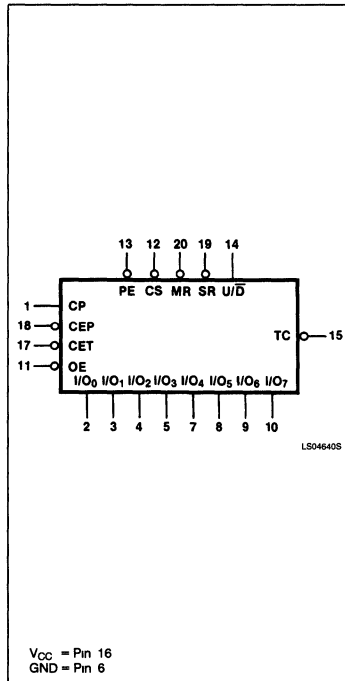 13 12 20 19 14
PE CS MR SR U/D̅
1 CP
18 CEP
17 CET
11 OE
TC 15
I/O₀ I/O₁ I/O₂ I/O₃ I/O₄ I/O₅ I/O₆ I/O₇
2 3 4 5 7 8 9 10
LS04640S
V_CC = Pin 16
GND = Pin 6